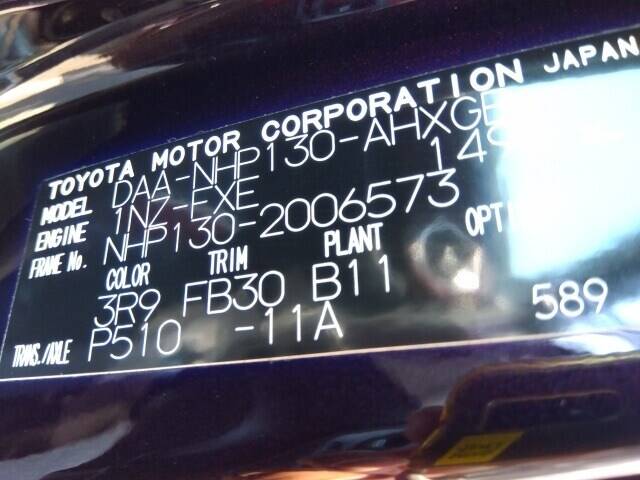 TOYOTA MOTOR CORPORATION JAPAN
MODEL DAA-NHP130-AHXGB
ENGINE 1NZ-FXE
FRAME No. NHP130-2006573
COLOR TRIM PLANT
3R9 FB30 B11
TRANS./AXLE P510 -11A 589